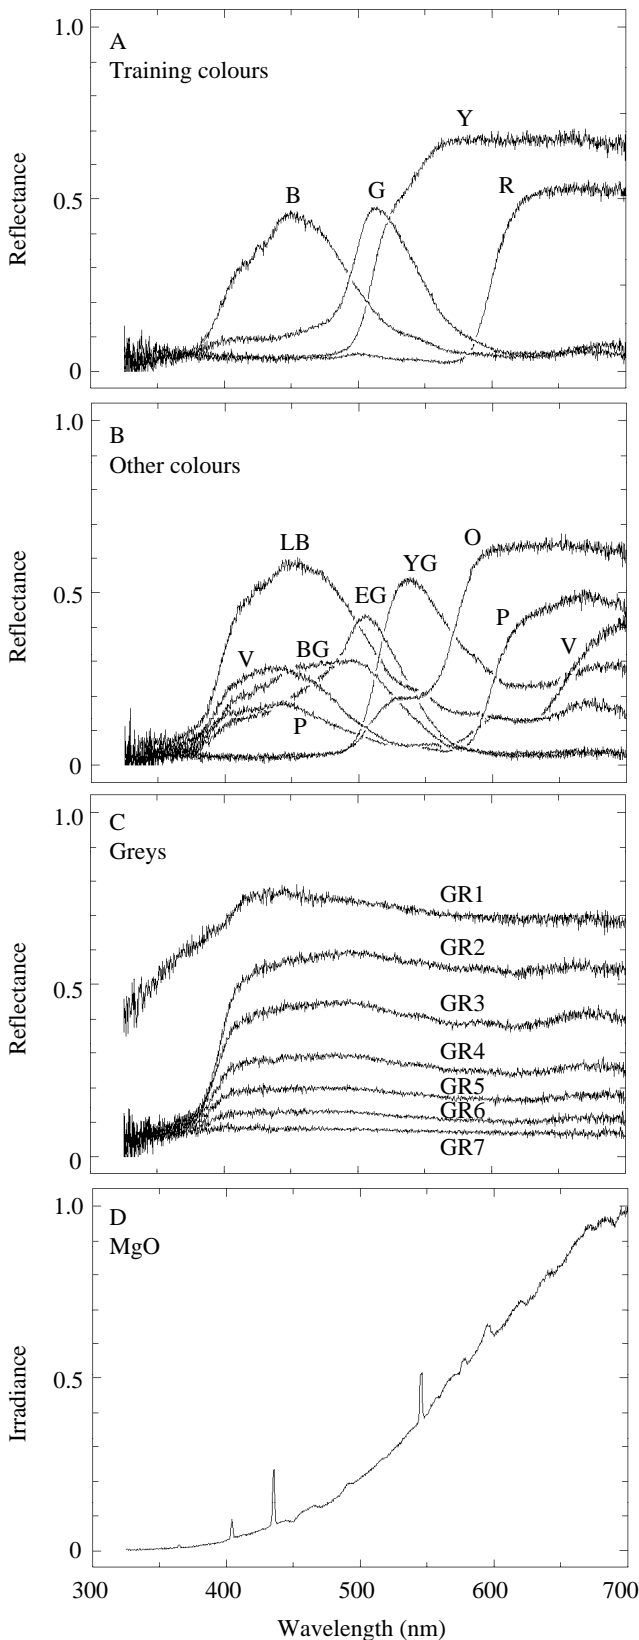 A
Training colours
1.0
0.5
0
Reflectance
B
G
Y
R
B
Other colours
1.0
0.5
0
LB
V
BG
EG
YG
O
P
V
P
C
Greys
1.0
0.5
0
Reflectance
GR1
GR2
GR3
GR4
GR5
GR6
GR7
D
MgO
1.0
0.5
0
Irradiance
300 400 500 600 700
Wavelength (nm)